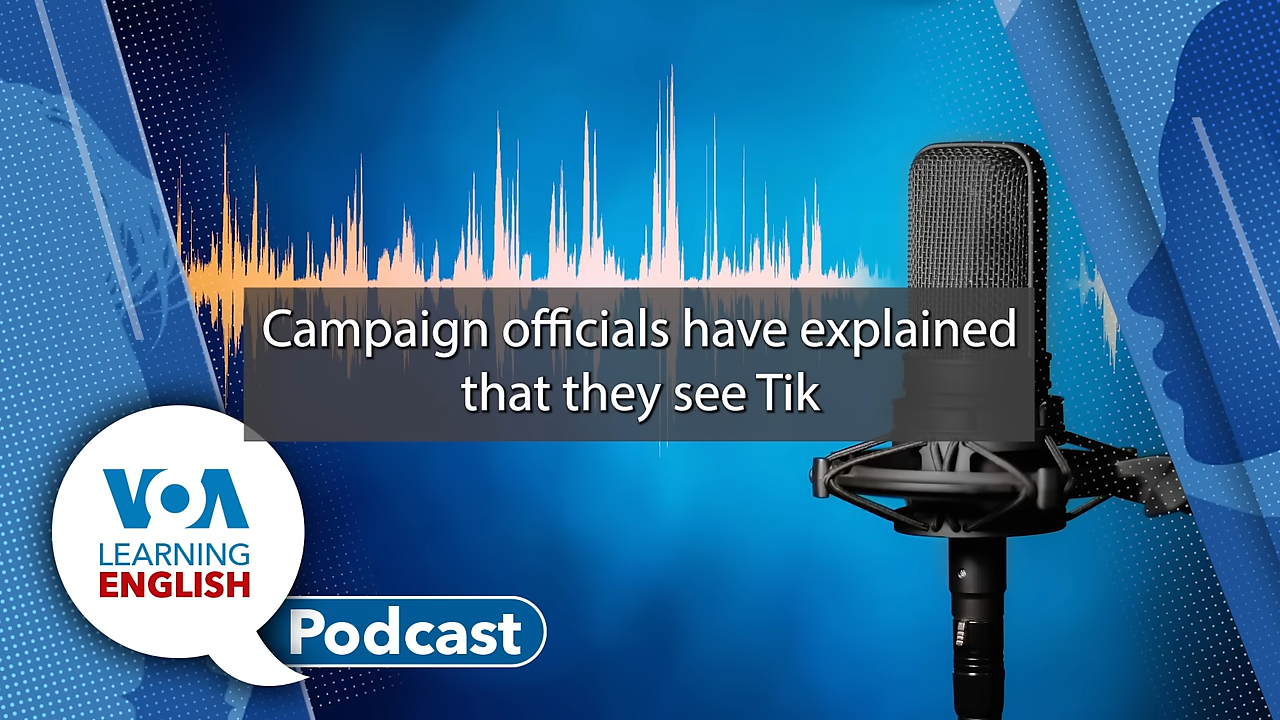 Campaign officials have explained
that they see Tik
VOA
LEARNING
ENGLISH
Podcast